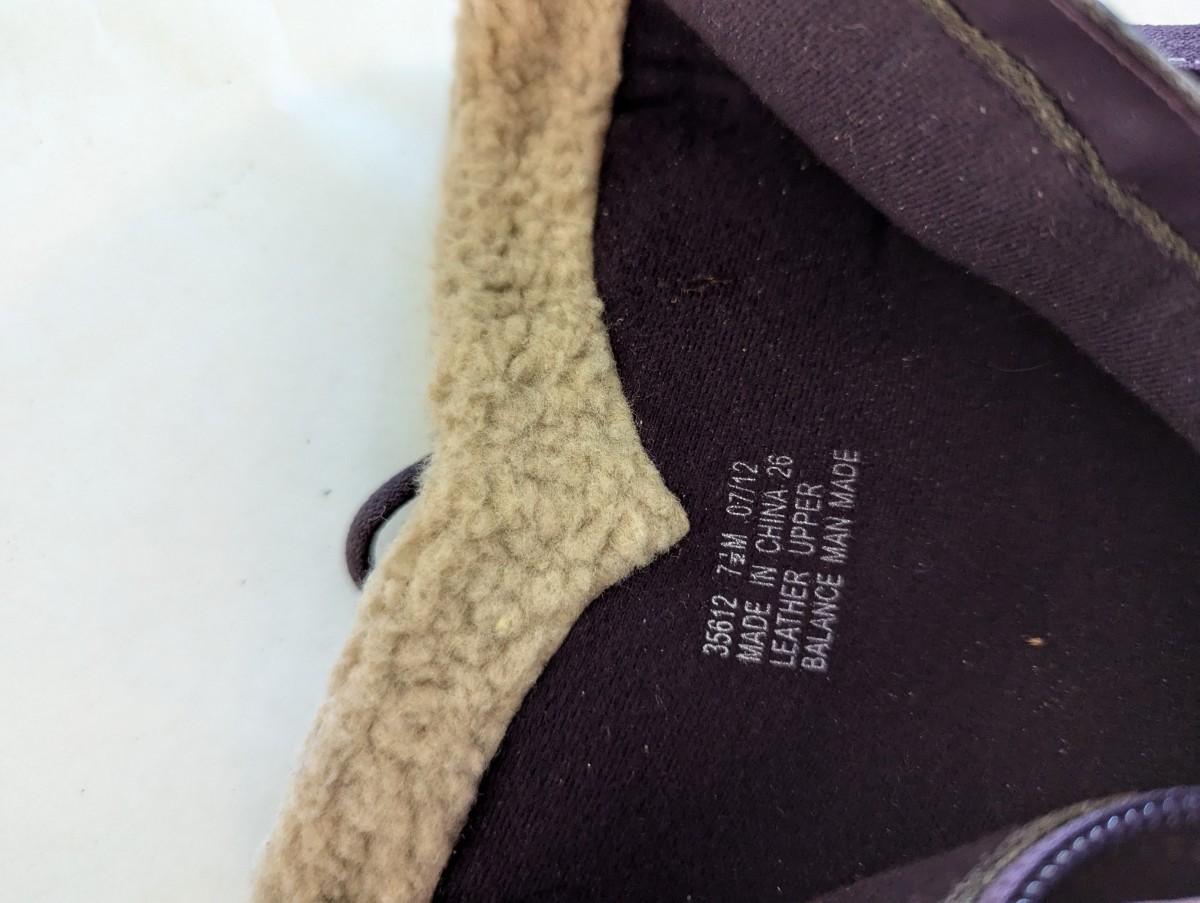 35612 7½M 07/12
MADE IN CHINA 26
LEATHER UPPER
BALANCE MAN MADE